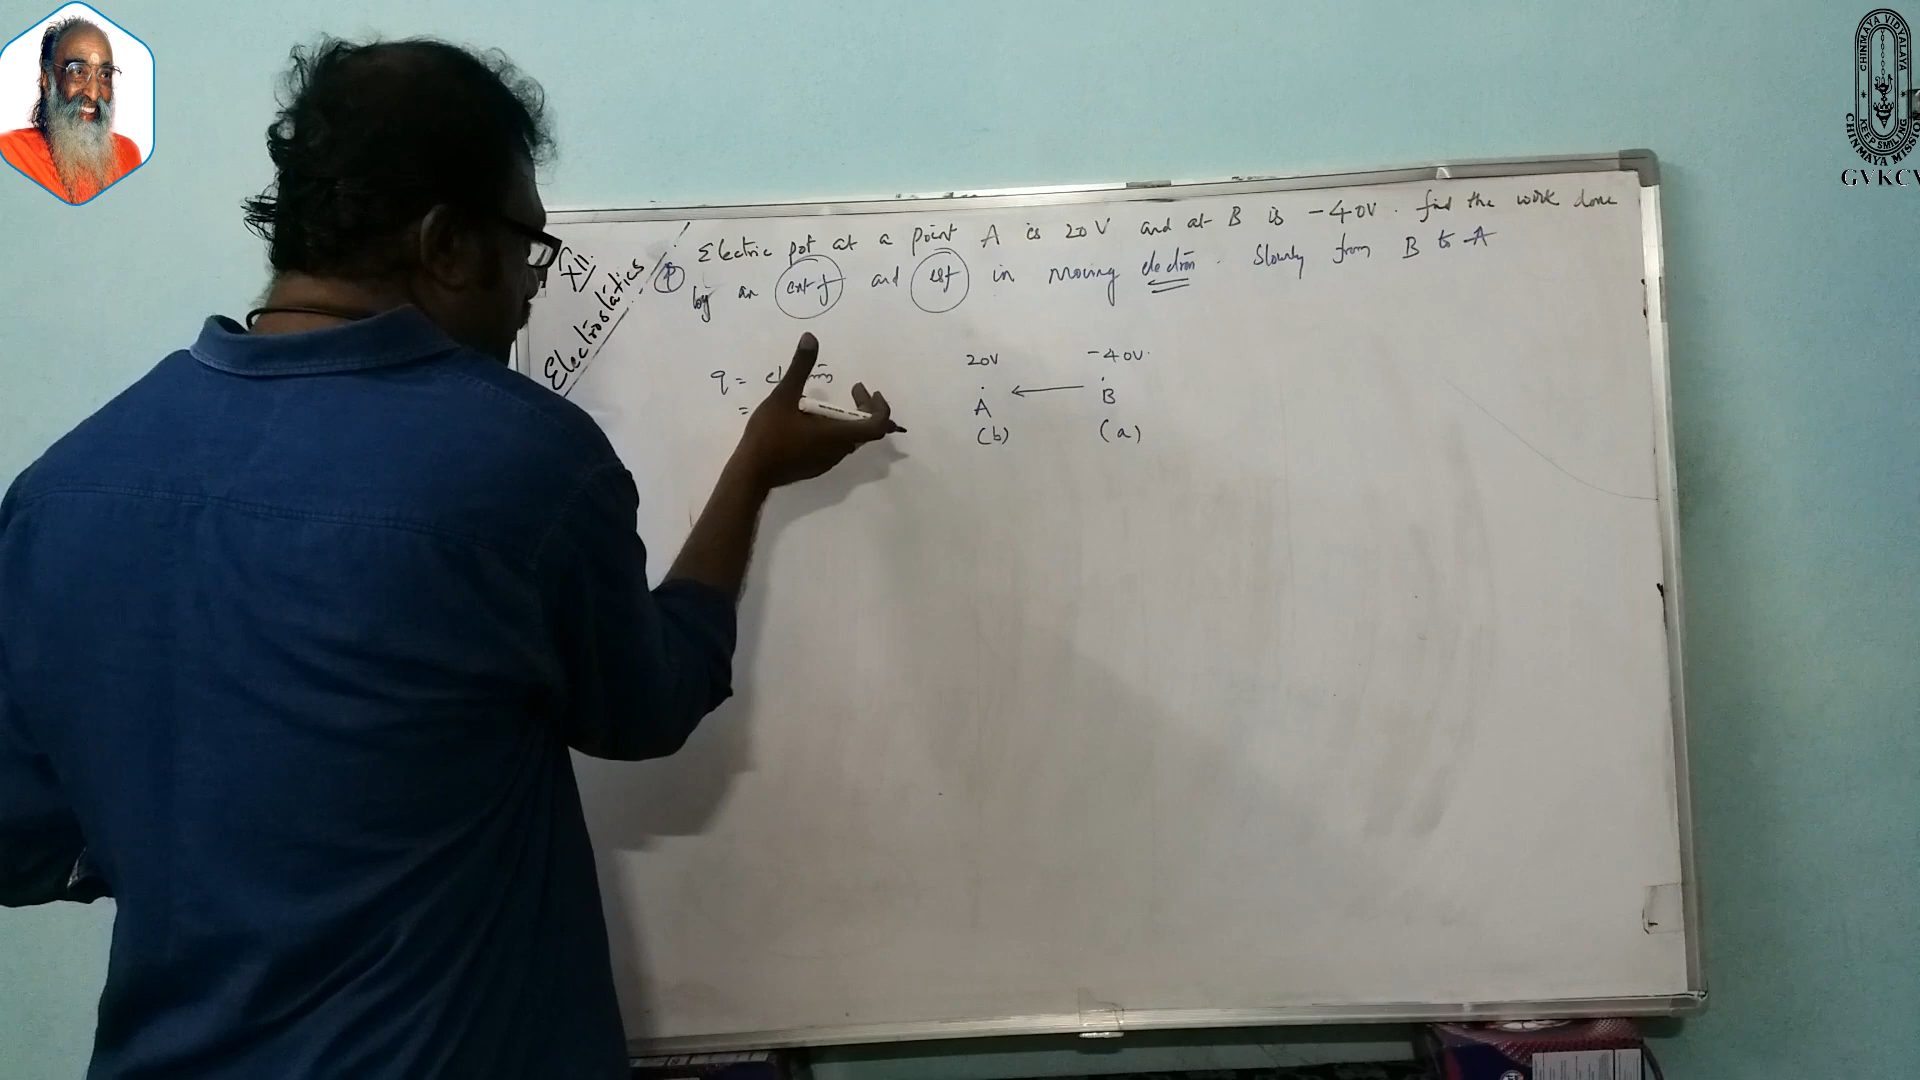 CHINMAYA VIDYALAYA
KEEP SMILING
CHINMAYA MISSION
GVKCV
XII
Electrostatics
Electric pot at a point A is 20V and at B is -40V. find the work done
by an ext f and esf in moving electron. Slowly from B to A
q =
=
20V -40V.
A B
(b) (a)